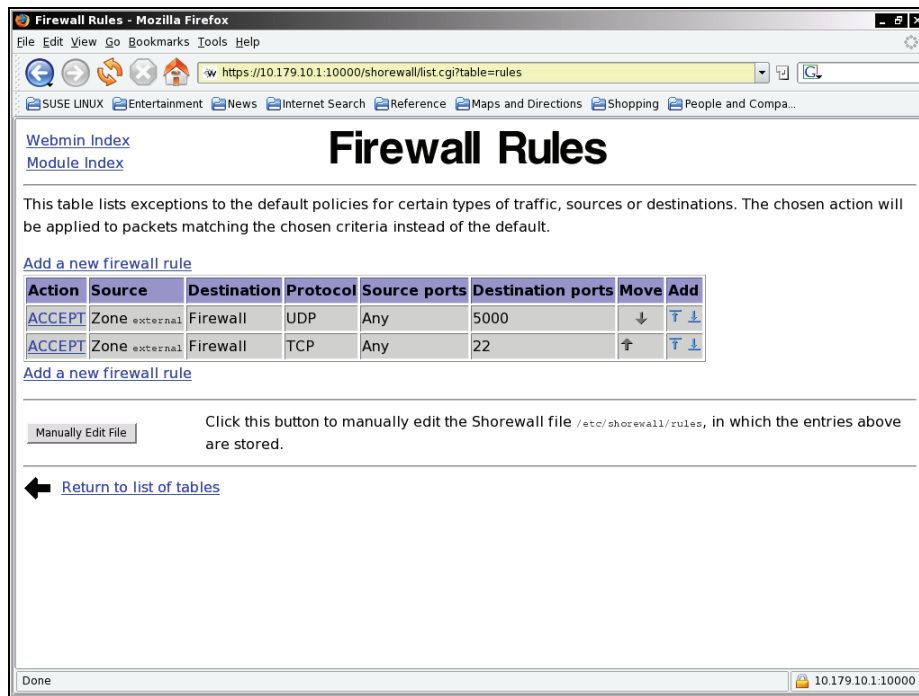 Firewall Rules - Mozilla Firefox
File Edit View Go Bookmarks Tools Help
https://10.179.10.1:10000/shorewall/list.cgi?table=rules
SUSE LINUX Entertainment News Internet Search Reference Maps and Directions Shopping People and Compa...
Webmin Index
Module Index
Firewall Rules
This table lists exceptions to the default policies for certain types of traffic, sources or destinations. The chosen action will
be applied to packets matching the chosen criteria instead of the default.
Add a new firewall rule
Action Source Destination Protocol Source ports Destination ports Move Add
ACCEPT Zone external Firewall UDP Any 5000
ACCEPT Zone external Firewall TCP Any 22
Add a new firewall rule
Manually Edit File
Click this button to manually edit the Shorewall file /etc/shorewall/rules, in which the entries above
are stored.
Return to list of tables
Done 10.179.10.1:10000